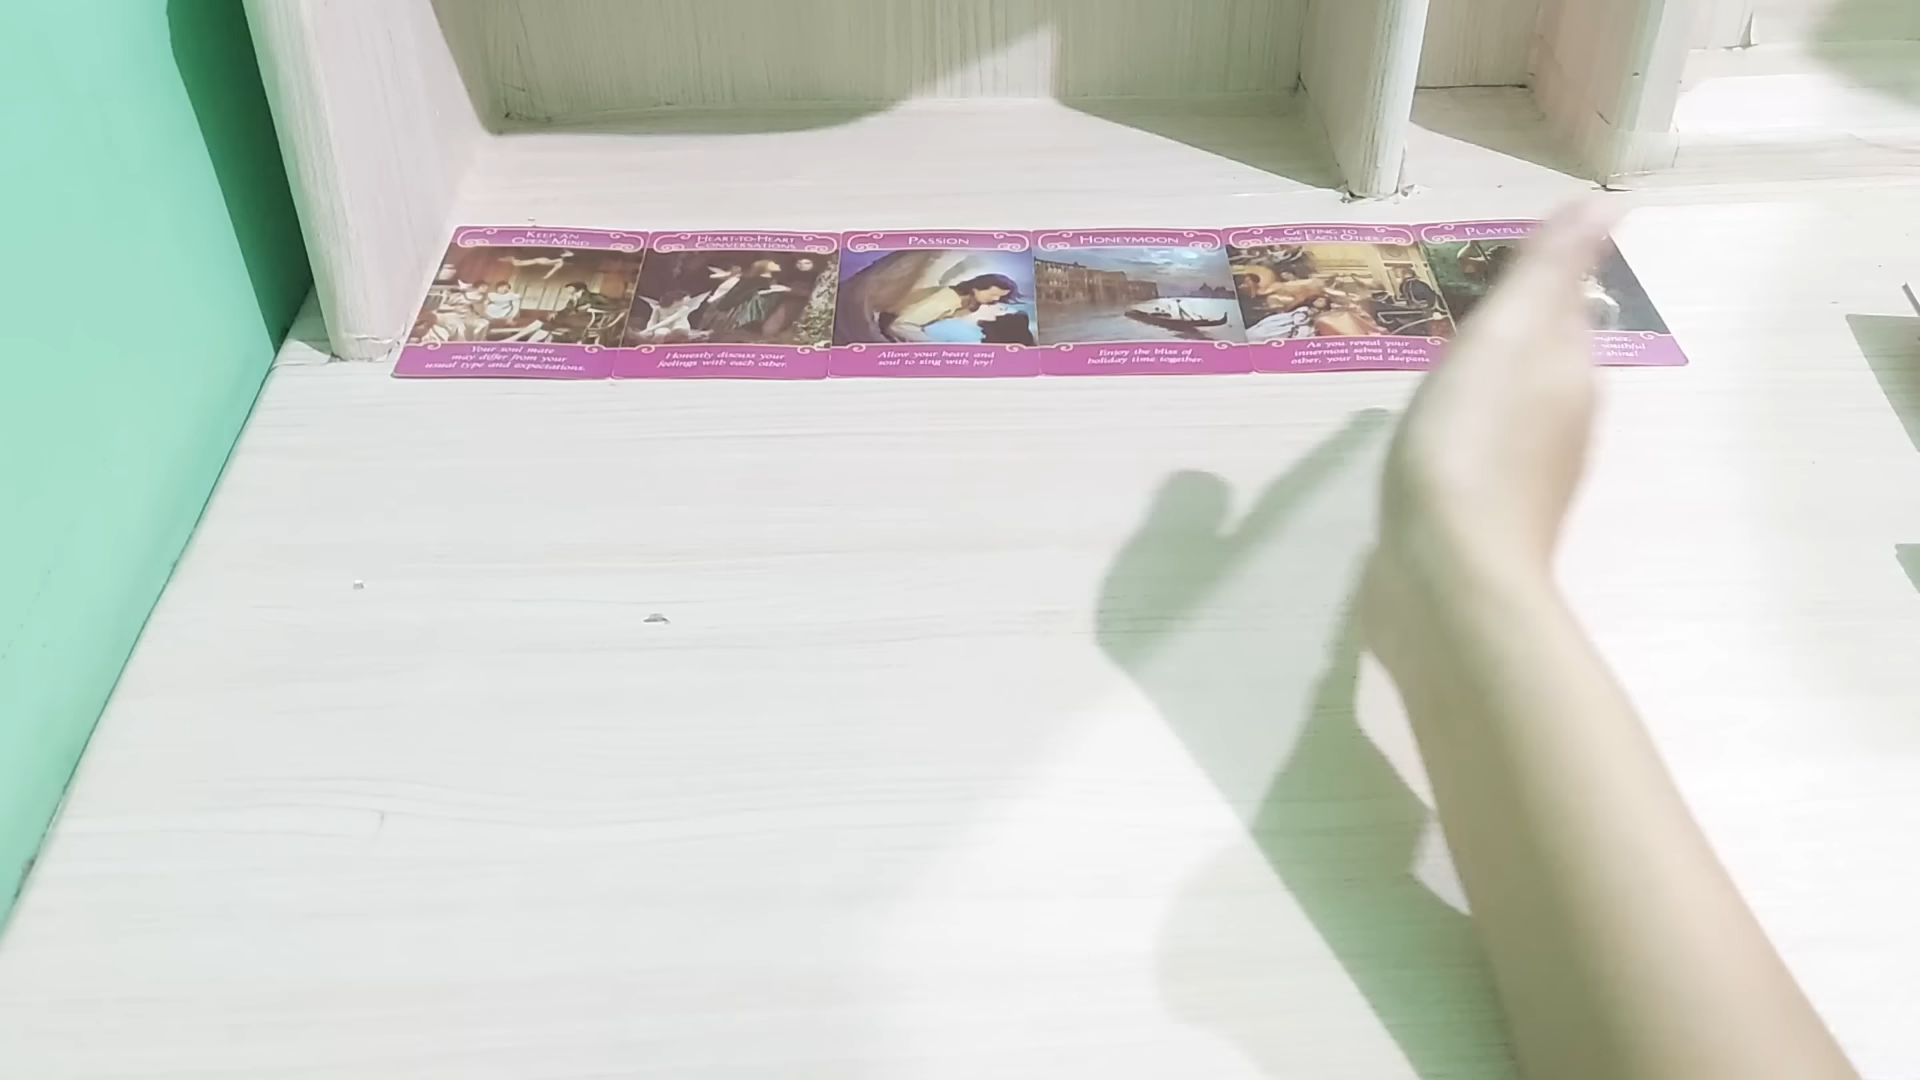 KEEP AN
OPEN MIND
Your soul mate
may differ from your
usual type and expectations.
HEART-TO-HEART
CONVERSATIONS
Honestly discuss your
feelings with each other.
PASSION
Allow your heart and
soul to sing with joy!
HONEYMOON
Enjoy the bliss of
holiday time together.
GETTING TO
KNOW EACH OTHER
As you reveal your
innermost selves to each
other, your bond deepens.
youthful
shine!